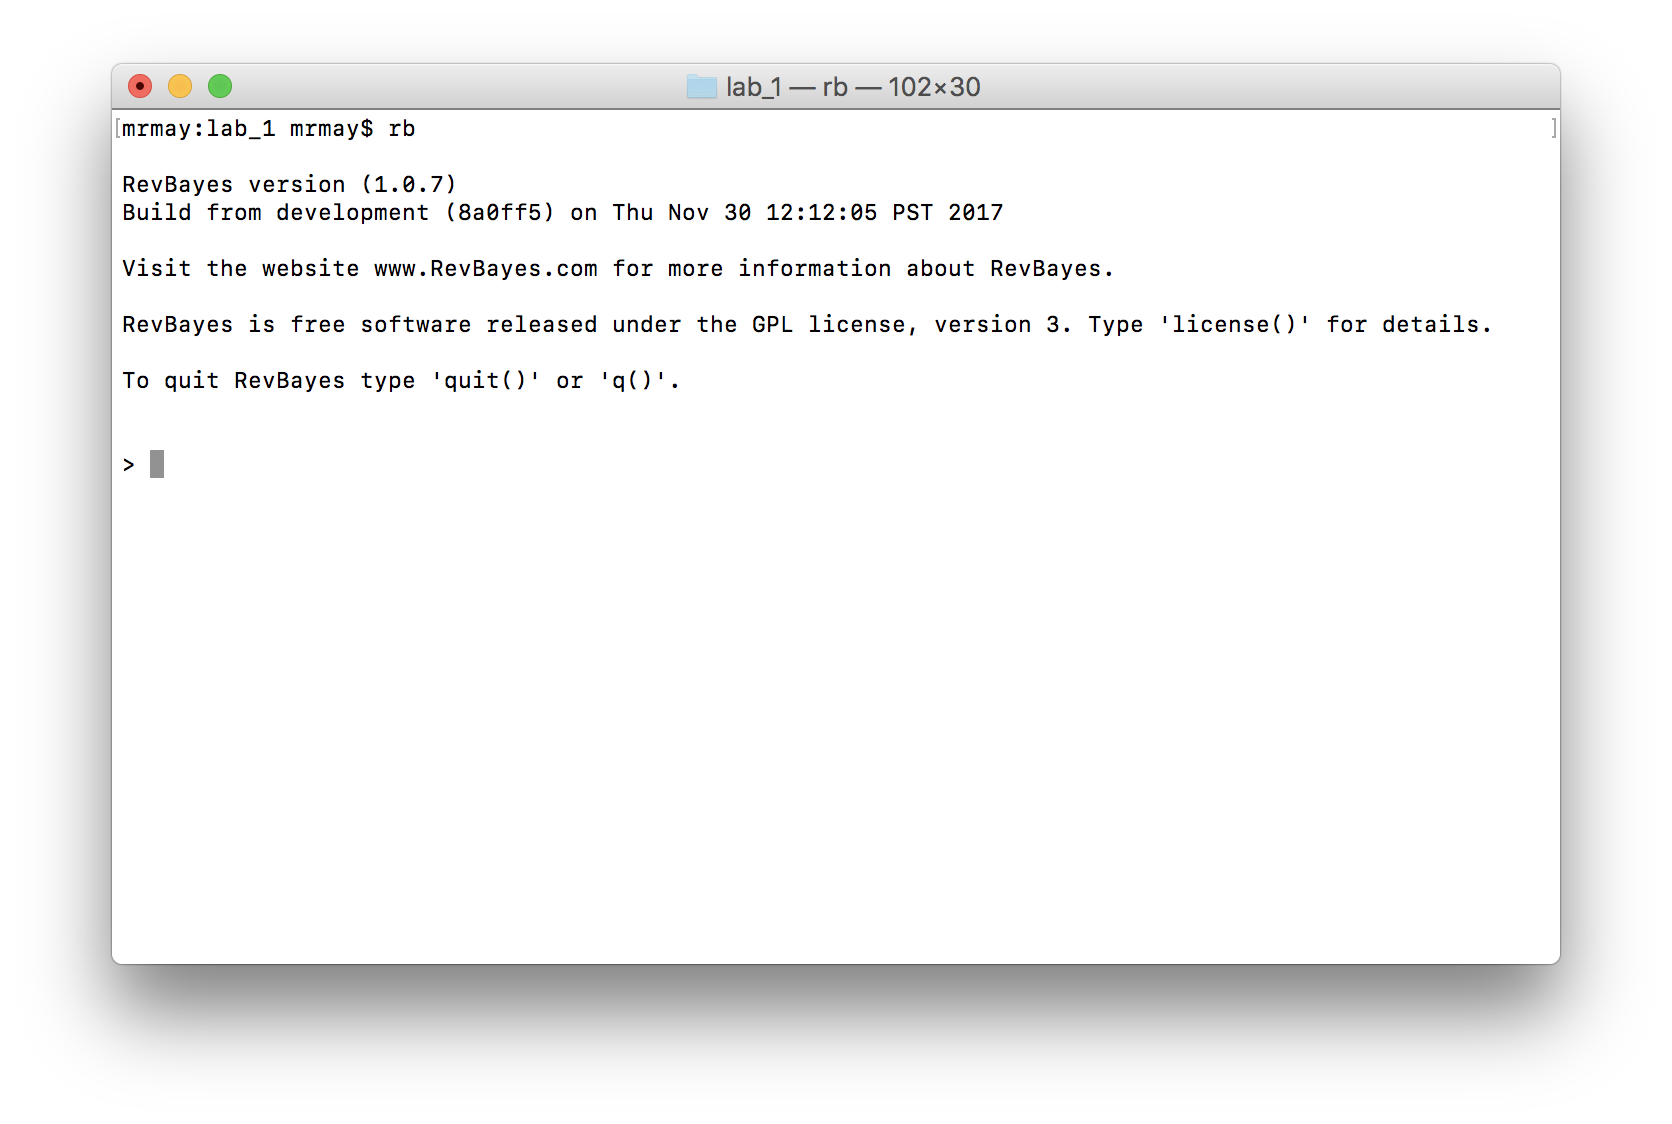 lab_1 — rb — 102×30
[mrmay:lab_1 mrmay$ rb ]
RevBayes version (1.0.7)
Build from development (8a0ff5) on Thu Nov 30 12:12:05 PST 2017
Visit the website www.RevBayes.com for more information about RevBayes.
RevBayes is free software released under the GPL license, version 3. Type 'license()' for details.
To quit RevBayes type 'quit()' or 'q()'.
>